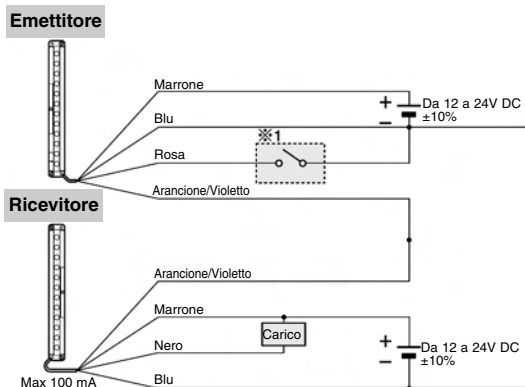 Emettitore
Marrone
+
Da 12 a 24V DC
±10%
Blu
−
※1
Rosa
Arancione/Violetto
Ricevitore
Arancione/Violetto
Marrone
Carico
+
Da 12 a 24V DC
±10%
Nero
−
Max 100 mA
Blu